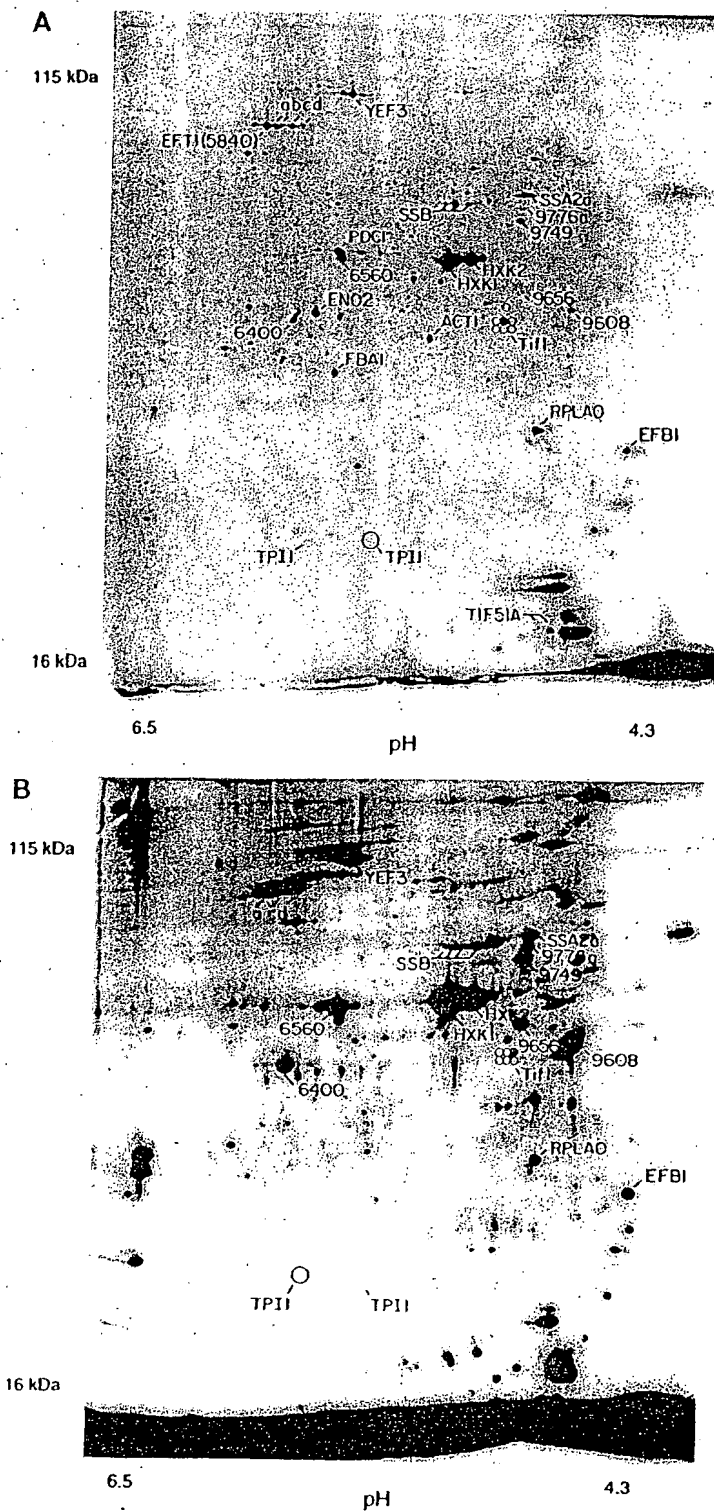 A
115 kDa
abcd
YEF3
EFT1(5840)
SSA2a
SSB
9776a
9749
PDC1
6560
HXK2
HXK1
9656
ENO2
6400
ACT1
9608
Tif1
FBA1
RPLA0
EFB1
TPI1
TPI1
TIF51A
16 kDa
6.5
4.3
pH
B
115 kDa
YEF3
SSA2a
SSB
9749
6560
HXK2
HXK1
9656
9608
Tif1
6400
RPLA0
EFB1
TPI1
TPI1
16 kDa
6.5
4.3
pH